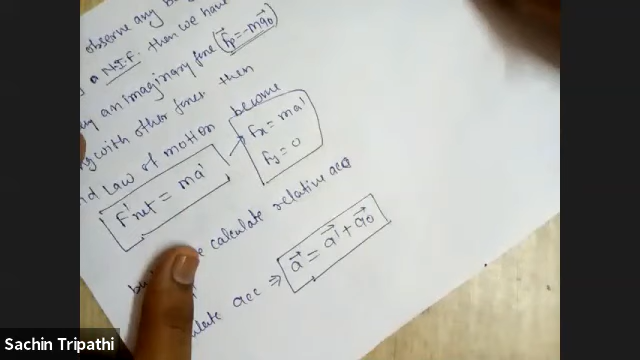 observe any
N.I.F. then we have
an imaginary force (F⃗p = -ma⃗0)
with other forces then
law of motion become
F'net = ma'
Fx = ma'
Fy = 0
we calculate relative acc
acc ⇒ a⃗ = a⃗' + a⃗0
Sachin Tripathi